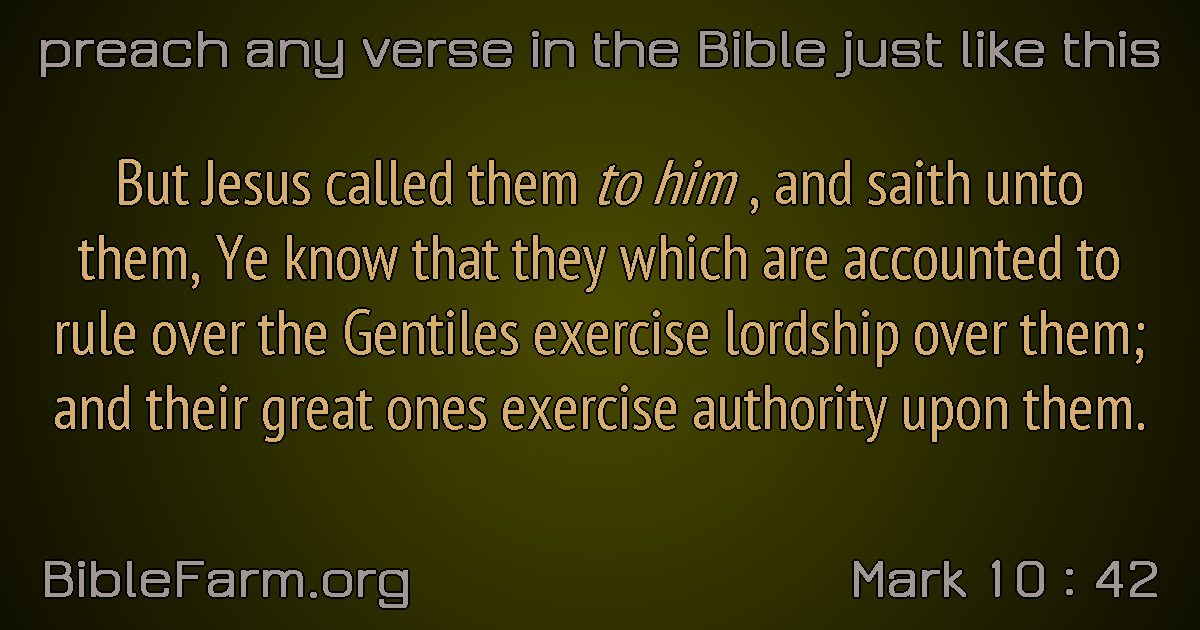 preach any verse in the Bible just like this
But Jesus called them to him , and saith unto
them, Ye know that they which are accounted to
rule over the Gentiles exercise lordship over them;
and their great ones exercise authority upon them.
BibleFarm.org
Mark 10 : 42